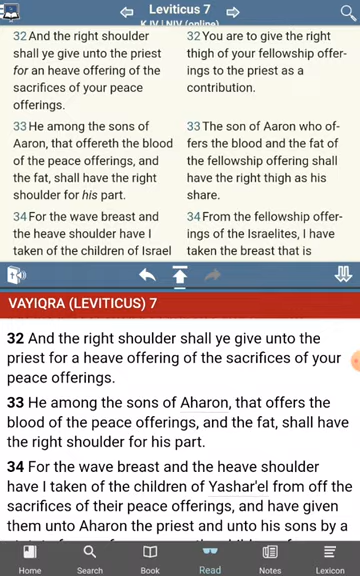 Leviticus 7
KJV | NIV (online)
32 And the right shoulder
shall ye give unto the priest
for an heave offering of the
sacrifices of your peace
offerings.
33 He among the sons of
Aaron, that offereth the blood
of the peace offerings, and
the fat, shall have the right
shoulder for his part.
34 For the wave breast and
the heave shoulder have I
taken of the children of Israel
32 You are to give the right
thigh of your fellowship offer-
ings to the priest as a
contribution.
33 The son of Aaron who of-
fers the blood and the fat of
the fellowship offering shall
have the right thigh as his
share.
34 From the fellowship offer-
ings of the Israelites, I have
taken the breast that is
VAYIQRA (LEVITICUS) 7
32 And the right shoulder shall ye give unto the
priest for a heave offering of the sacrifices of your
peace offerings.
33 He among the sons of Aharon, that offers the
blood of the peace offerings, and the fat, shall have
the right shoulder for his part.
34 For the wave breast and the heave shoulder
have I taken of the children of Yashar'el from off the
sacrifices of their peace offerings, and have given
them unto Aharon the priest and unto his sons by a
Home
Search
Book
Read
Notes
Lexicon